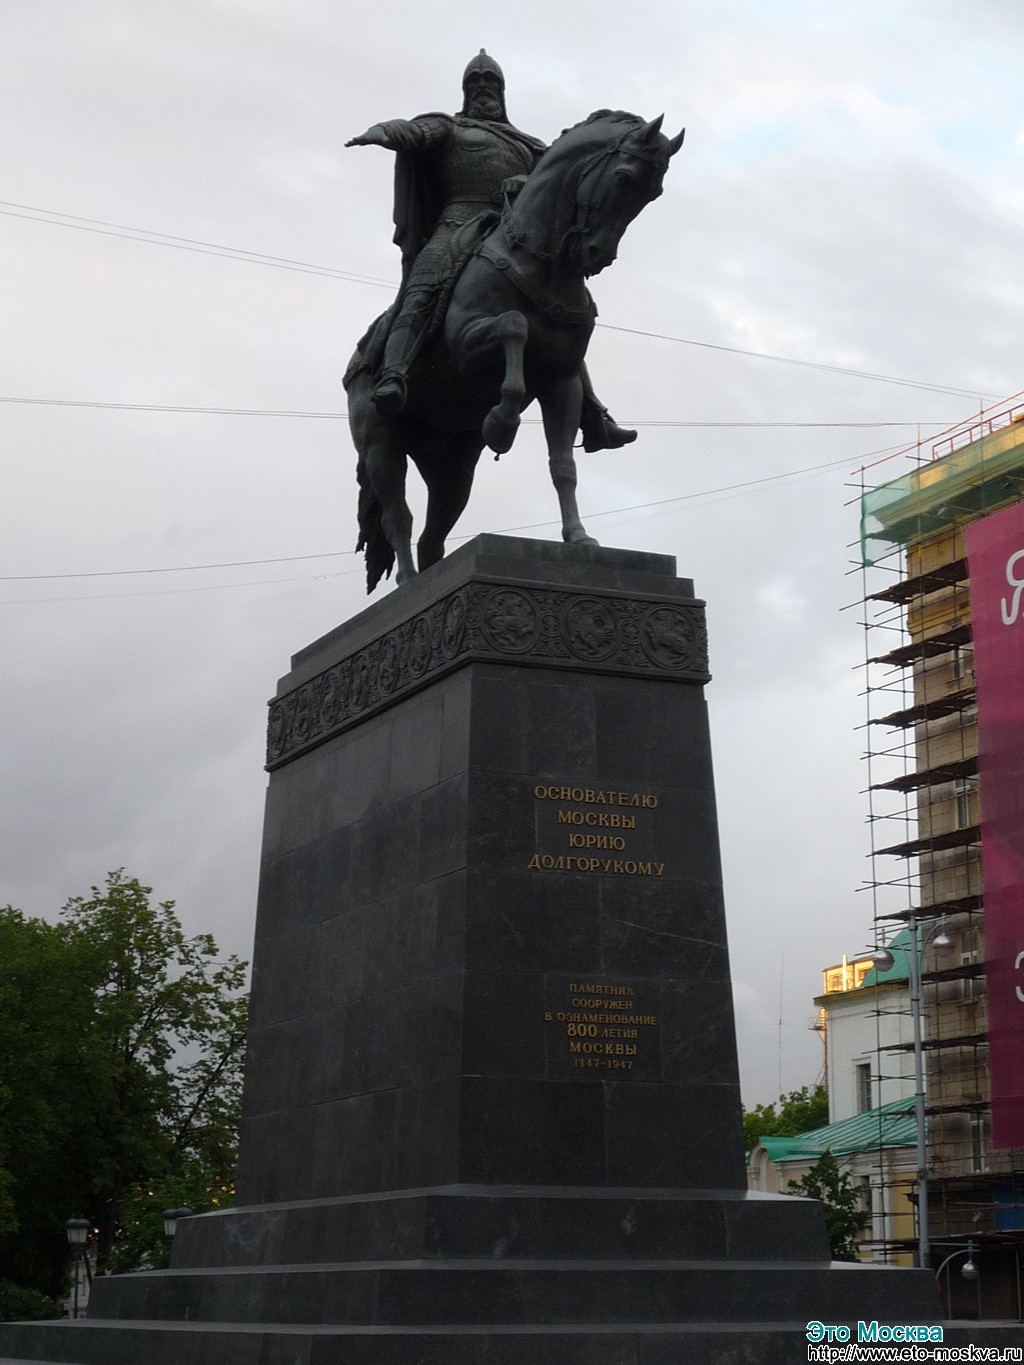 ОСНОВАТЕЛЮ
МОСКВЫ
ЮРИЮ
ДОЛГОРУКОМУ
ПАМЯТНИК
СООРУЖЕН
В ОЗНАМЕНОВАНИЕ
800 ЛЕТИЯ
МОСКВЫ
1147-1947
Я
Э
Это Москва
http://www.eto-moskva.ru